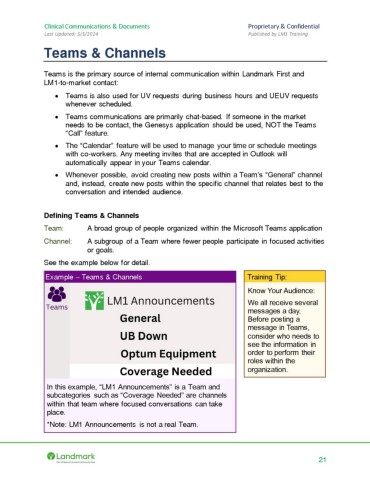 Clinical Communications & Documents
Proprietary & Confidential
Last Updated: 5/3/2024
Published by LM1 Training
Teams & Channels
Teams is the primary source of internal communication within Landmark First and
LM1-to-market contact:
• Teams is also used for UV requests during business hours and UEUV requests
whenever scheduled.
• Teams communications are primarily chat-based. If someone in the market
needs to be contact, the Genesys application should be used, NOT the Teams
“Call” feature.
• The “Calendar” feature will be used to manage your time or schedule meetings
with co-workers. Any meeting invites that are accepted in Outlook will
automatically appear in your Teams calendar.
• Whenever possible, avoid creating new posts within a Team’s “General” channel
and, instead, create new posts within the specific channel that relates best to the
conversation and intended audience.
Defining Teams & Channels
Team: A broad group of people organized within the Microsoft Teams application
Channel: A subgroup of a Team where fewer people participate in focused activities
or goals.
See the example below for detail.
Example – Teams & Channels
Teams
LM1 Announcements
General
UB Down
Optum Equipment
Coverage Needed
In this example, “LM1 Announcements” is a Team and
subcategories such as “Coverage Needed” are channels
within that team where focused conversations can take
place.
*Note: LM1 Announcements is not a real Team.
Training Tip:
Know Your Audience:
We all receive several
messages a day.
Before posting a
message in Teams,
consider who needs to
see the information in
order to perform their
roles within the
organization.
Landmark
21